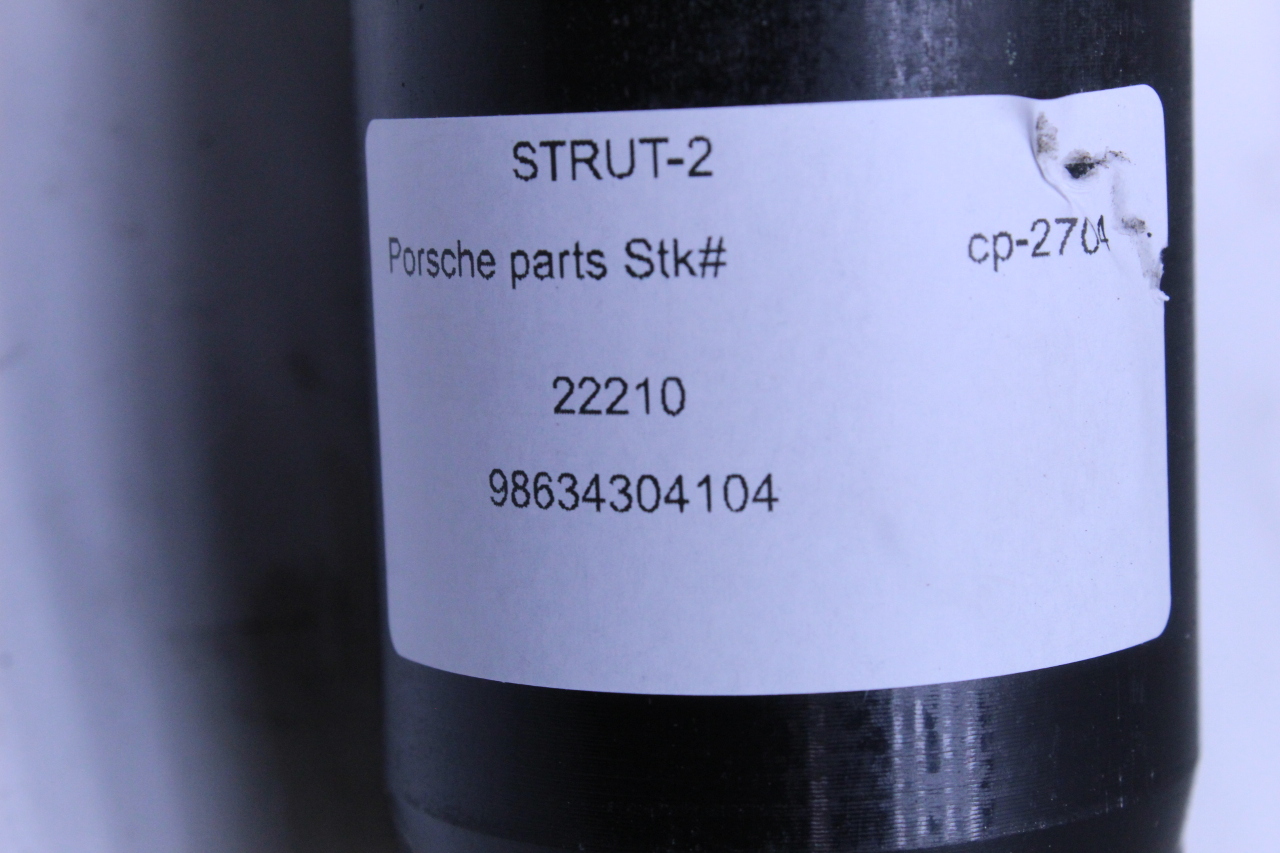 STRUT-2
Porsche parts Stk# cp-2704
22210
98634304104